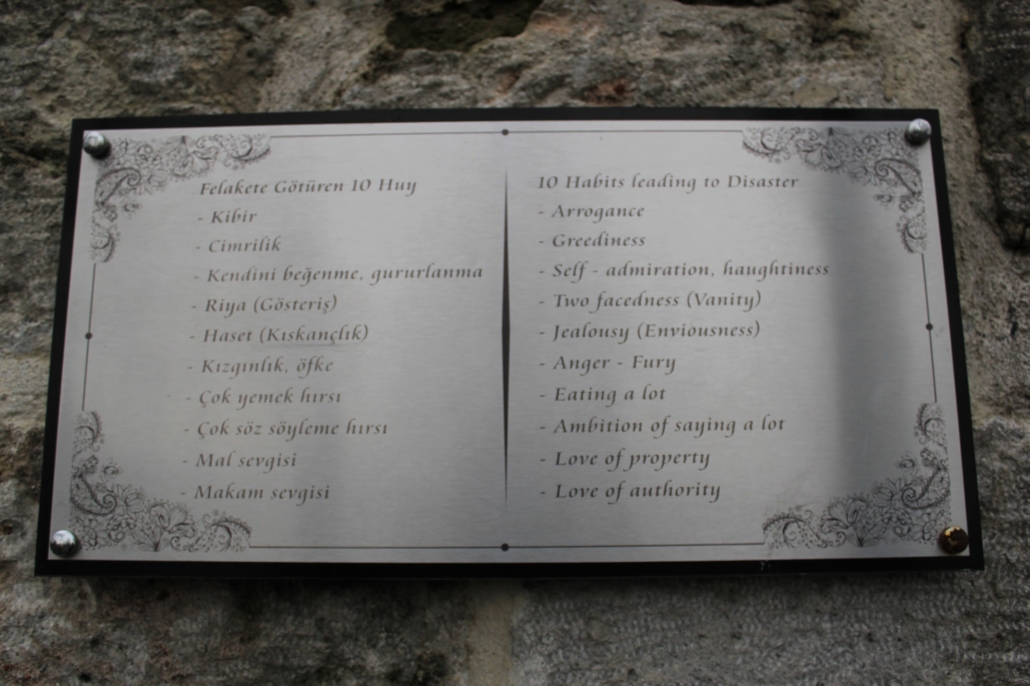 Felakete Götüren 10 Huy
- Kibir
- Cimrilik
- Kendini beğenme, gururlanma
- Riya (Gösteriş)
- Haset (Kıskançlık)
- Kızgınlık, öfke
- Çok yemek hırsı
- Çok söz söyleme hırsı
- Mal sevgisi
- Makam sevgisi
10 Habits leading to Disaster
- Arrogance
- Greediness
- Self - admiration, haughtiness
- Two facedness (Vanity)
- Jealousy (Enviousness)
- Anger - Fury
- Eating a lot
- Ambition of saying a lot
- Love of property
- Love of authority